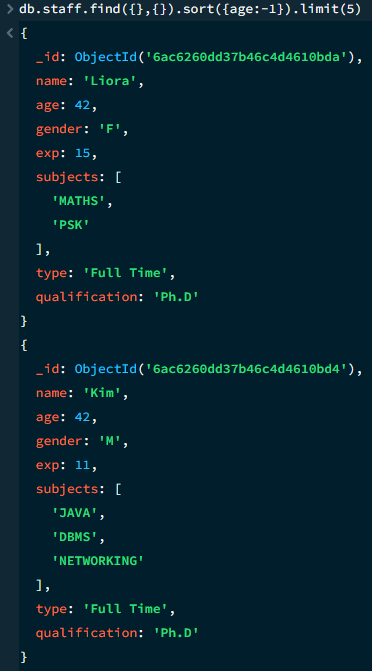 > db.staff.find({},{}).sort({age:-1}).limit(5)
< {
_id: ObjectId('6ac6260dd37b46c4d4610bda'),
name: 'Liora',
age: 42,
gender: 'F',
exp: 15,
subjects: [
'MATHS',
'PSK'
],
type: 'Full Time',
qualification: 'Ph.D'
}
{
_id: ObjectId('6ac6260dd37b46c4d4610bd4'),
name: 'Kim',
age: 42,
gender: 'M',
exp: 11,
subjects: [
'JAVA',
'DBMS',
'NETWORKING'
],
type: 'Full Time',
qualification: 'Ph.D'
}